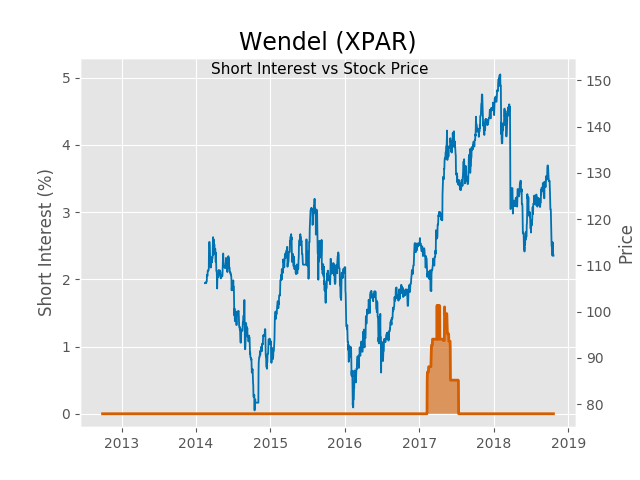 Wendel (XPAR)
Short Interest vs Stock Price
Short Interest (%)
5
4
3
2
1
0
150
140
130
120
110
100
90
80
Price
2013 2014 2015 2016 2017 2018 2019